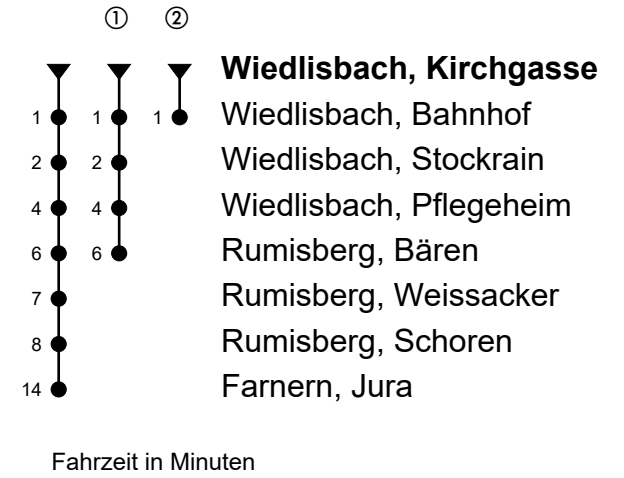 ① ②
Wiedlisbach, Kirchgasse
1 1 1 Wiedlisbach, Bahnhof
2 2 Wiedlisbach, Stockrain
4 4 Wiedlisbach, Pflegeheim
6 6 Rumisberg, Bären
7 Rumisberg, Weissacker
8 Rumisberg, Schoren
14 Farnern, Jura
Fahrzeit in Minuten